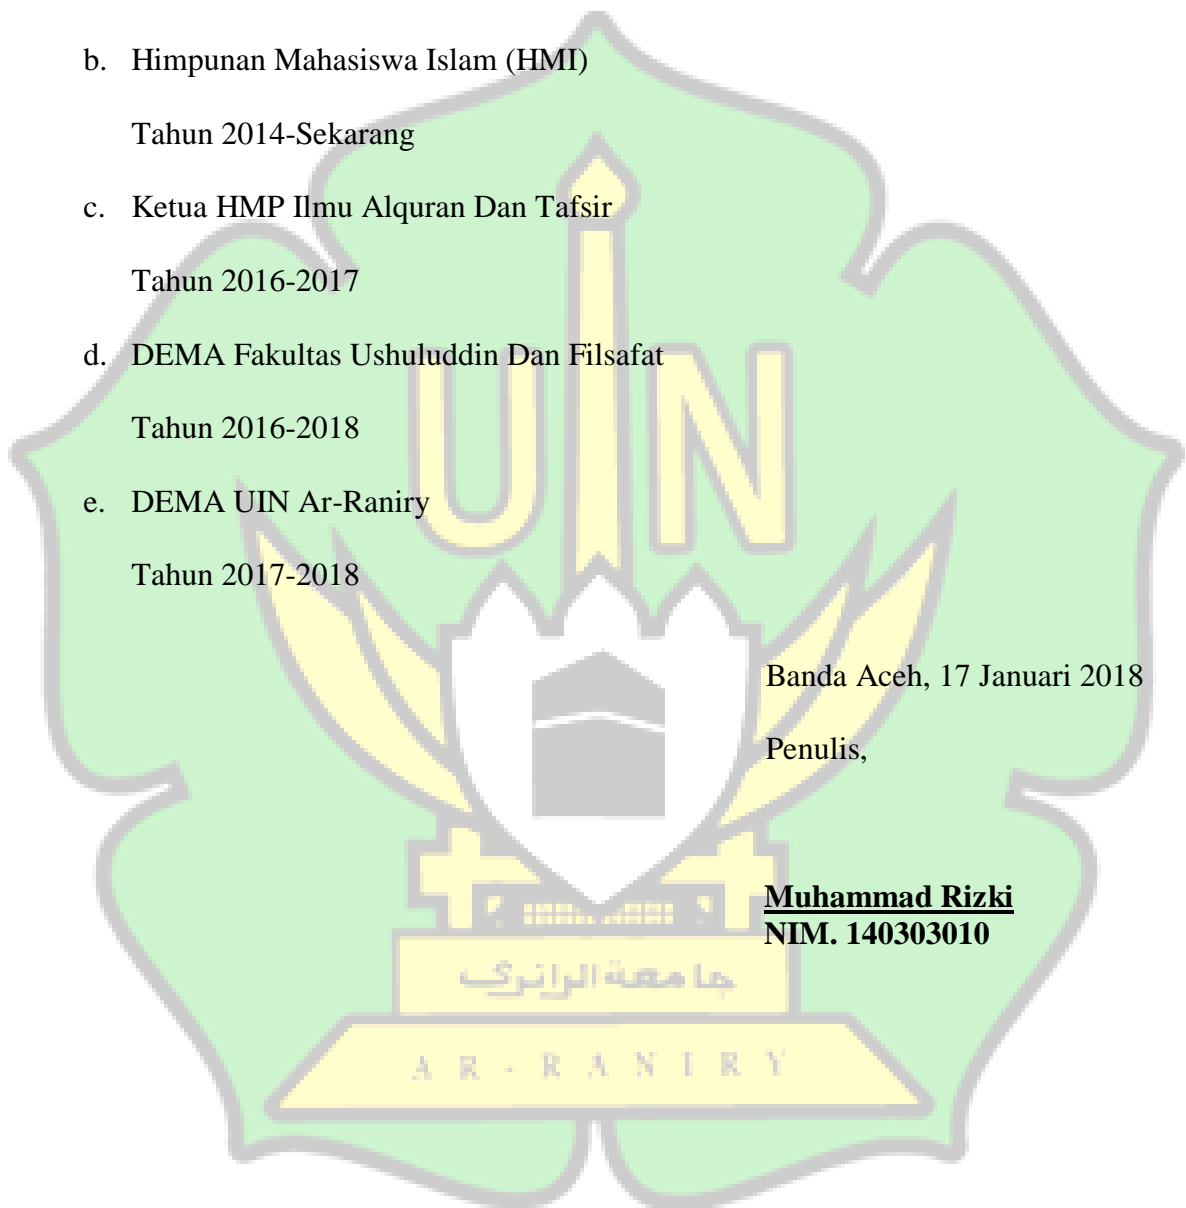 b. Himpunan Mahasiswa Islam (HMI)
Tahun 2014-Sekarang
c. Ketua HMP Ilmu Alquran Dan Tafsir
Tahun 2016-2017
d. DEMA Fakultas Ushuluddin Dan Filsafat
Tahun 2016-2018
e. DEMA UIN Ar-Raniry
Tahun 2017-2018
UIN
Banda Aceh, 17 Januari 2018
Penulis,
Muhammad Rizki
NIM. 140303010
جامعة الرانري
AR-RANIRY